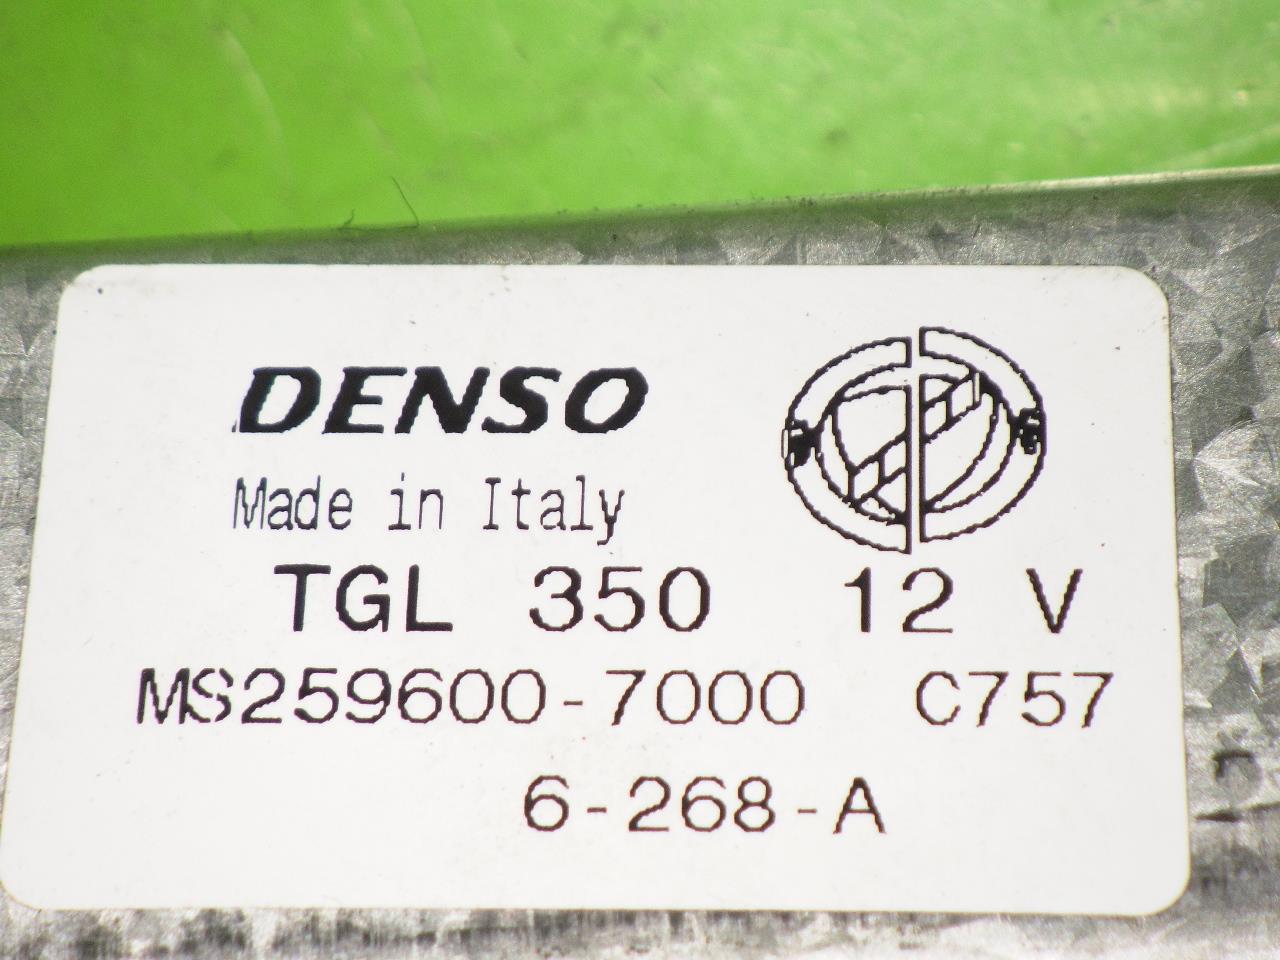 DENSO
Made in Italy
TGL 350 12 V
MS259600-7000 C757
6-268-A